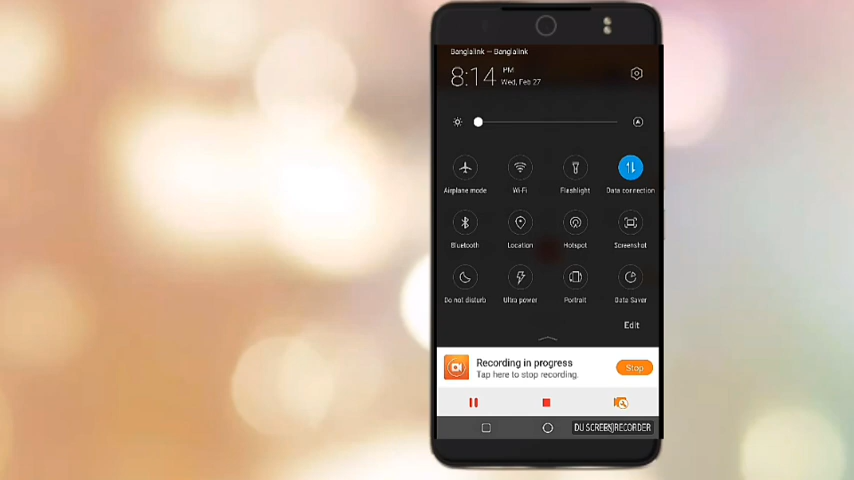 Banglalink — Banglalink
8:14 PM
Wed, Feb 27
Airplane mode Wi-Fi Flashlight Data connection
Bluetooth Location Hotspot Screenshot
Do not disturb Ultra power Portrait Data Saver
Edit
Recording in progress
Tap here to stop recording.
Stop
DU SCREEN RECORDER